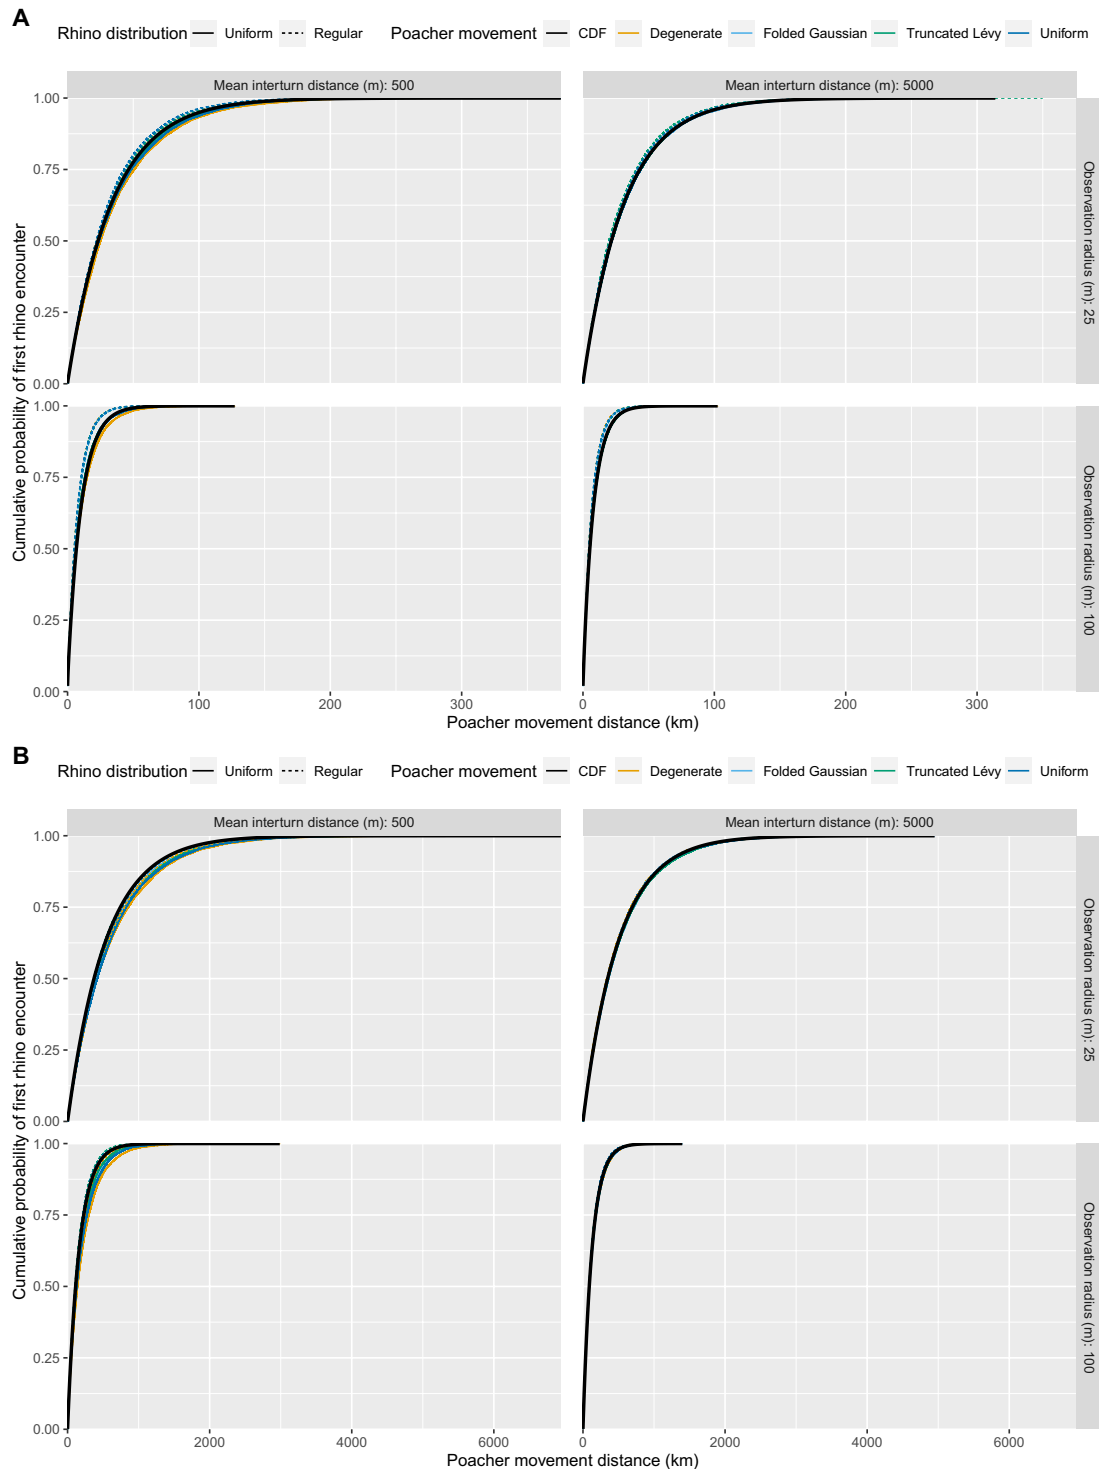 A
Rhino distribution Uniform Regular Poacher movement CDF Degenerate Folded Gaussian Truncated Lévy Uniform
Mean interturn distance (m): 500 Mean interturn distance (m): 5000
1.00
0.75
0.50
0.25
0.00
Observation radius (m): 25
1.00
0.75
0.50
0.25
0.00
Observation radius (m): 100
Cumulative probability of first rhino encounter
0 100 200 300 0 100 200 300
Poacher movement distance (km)
B
Rhino distribution Uniform Regular Poacher movement CDF Degenerate Folded Gaussian Truncated Lévy Uniform
Mean interturn distance (m): 500 Mean interturn distance (m): 5000
1.00
0.75
0.50
0.25
0.00
Observation radius (m): 25
1.00
0.75
0.50
0.25
0.00
Observation radius (m): 100
Cumulative probability of first rhino encounter
0 2000 4000 6000 0 2000 4000 6000
Poacher movement distance (km)